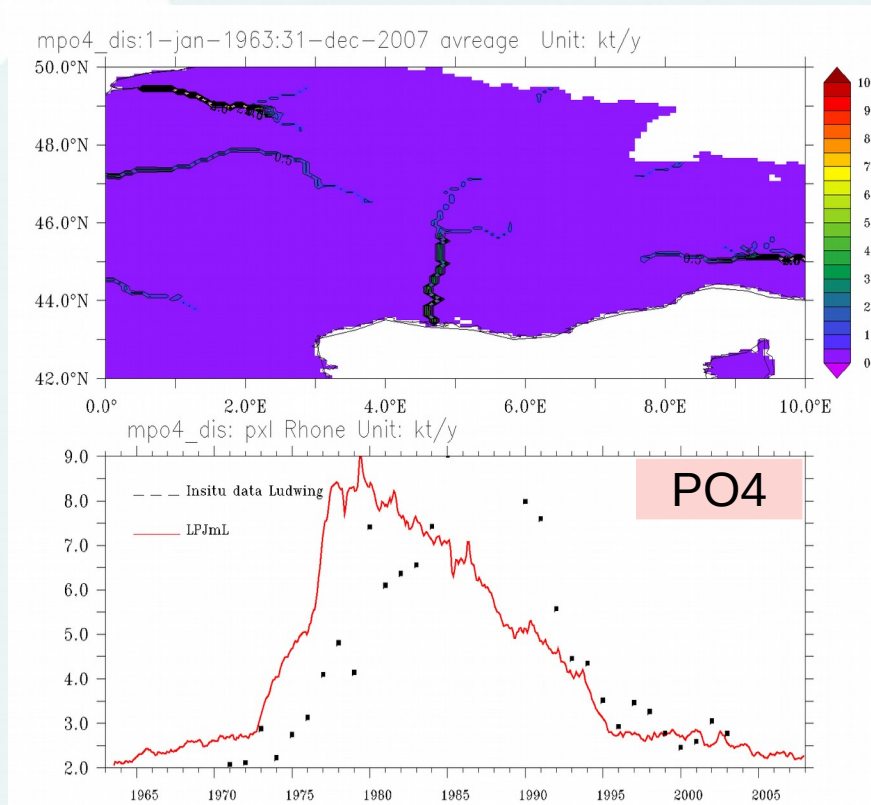 mpo4_dis:1-jan-1963:31-dec-2007 avreage Unit: kt/y
50.0°N
48.0°N
46.0°N
44.0°N
42.0°N
0.0° 2.0°E 4.0°E 6.0°E 8.0°E 10.0°E
10
9
8
7
6
5
4
3
2
1
0
mpo4_dis: pxl Rhone Unit: kt/y
9.0
8.0
7.0
6.0
5.0
4.0
3.0
2.0
Insitu data Ludwing
LPJmL
PO4
1965 1970 1975 1980 1985 1990 1995 2000 2005